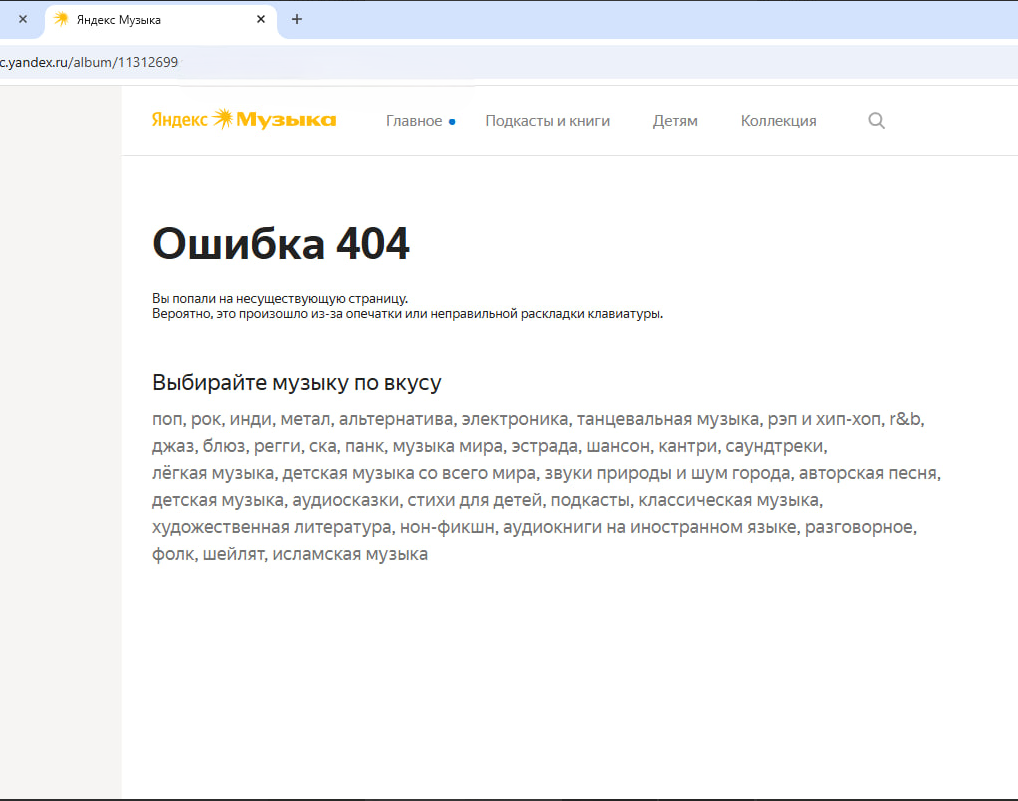 Яндекс Музыка
c.yandex.ru/album/11312699
Яндекс Музыка
Главное
Подкасты и книги
Детям
Коллекция
Ошибка 404
Вы попали на несуществующую страницу.
Вероятно, это произошло из-за опечатки или неправильной раскладки клавиатуры.
Выбирайте музыку по вкусу
поп, рок, инди, метал, альтернатива, электроника, танцевальная музыка, рэп и хип-хоп, r&b,
джаз, блюз, регги, ска, панк, музыка мира, эстрада, шансон, кантри, саундтреки,
лёгкая музыка, детская музыка со всего мира, звуки природы и шум города, авторская песня,
детская музыка, аудиосказки, стихи для детей, подкасты, классическая музыка,
художественная литература, нон-фикшн, аудиокниги на иностранном языке, разговорное,
фолк, шейлят, исламская музыка